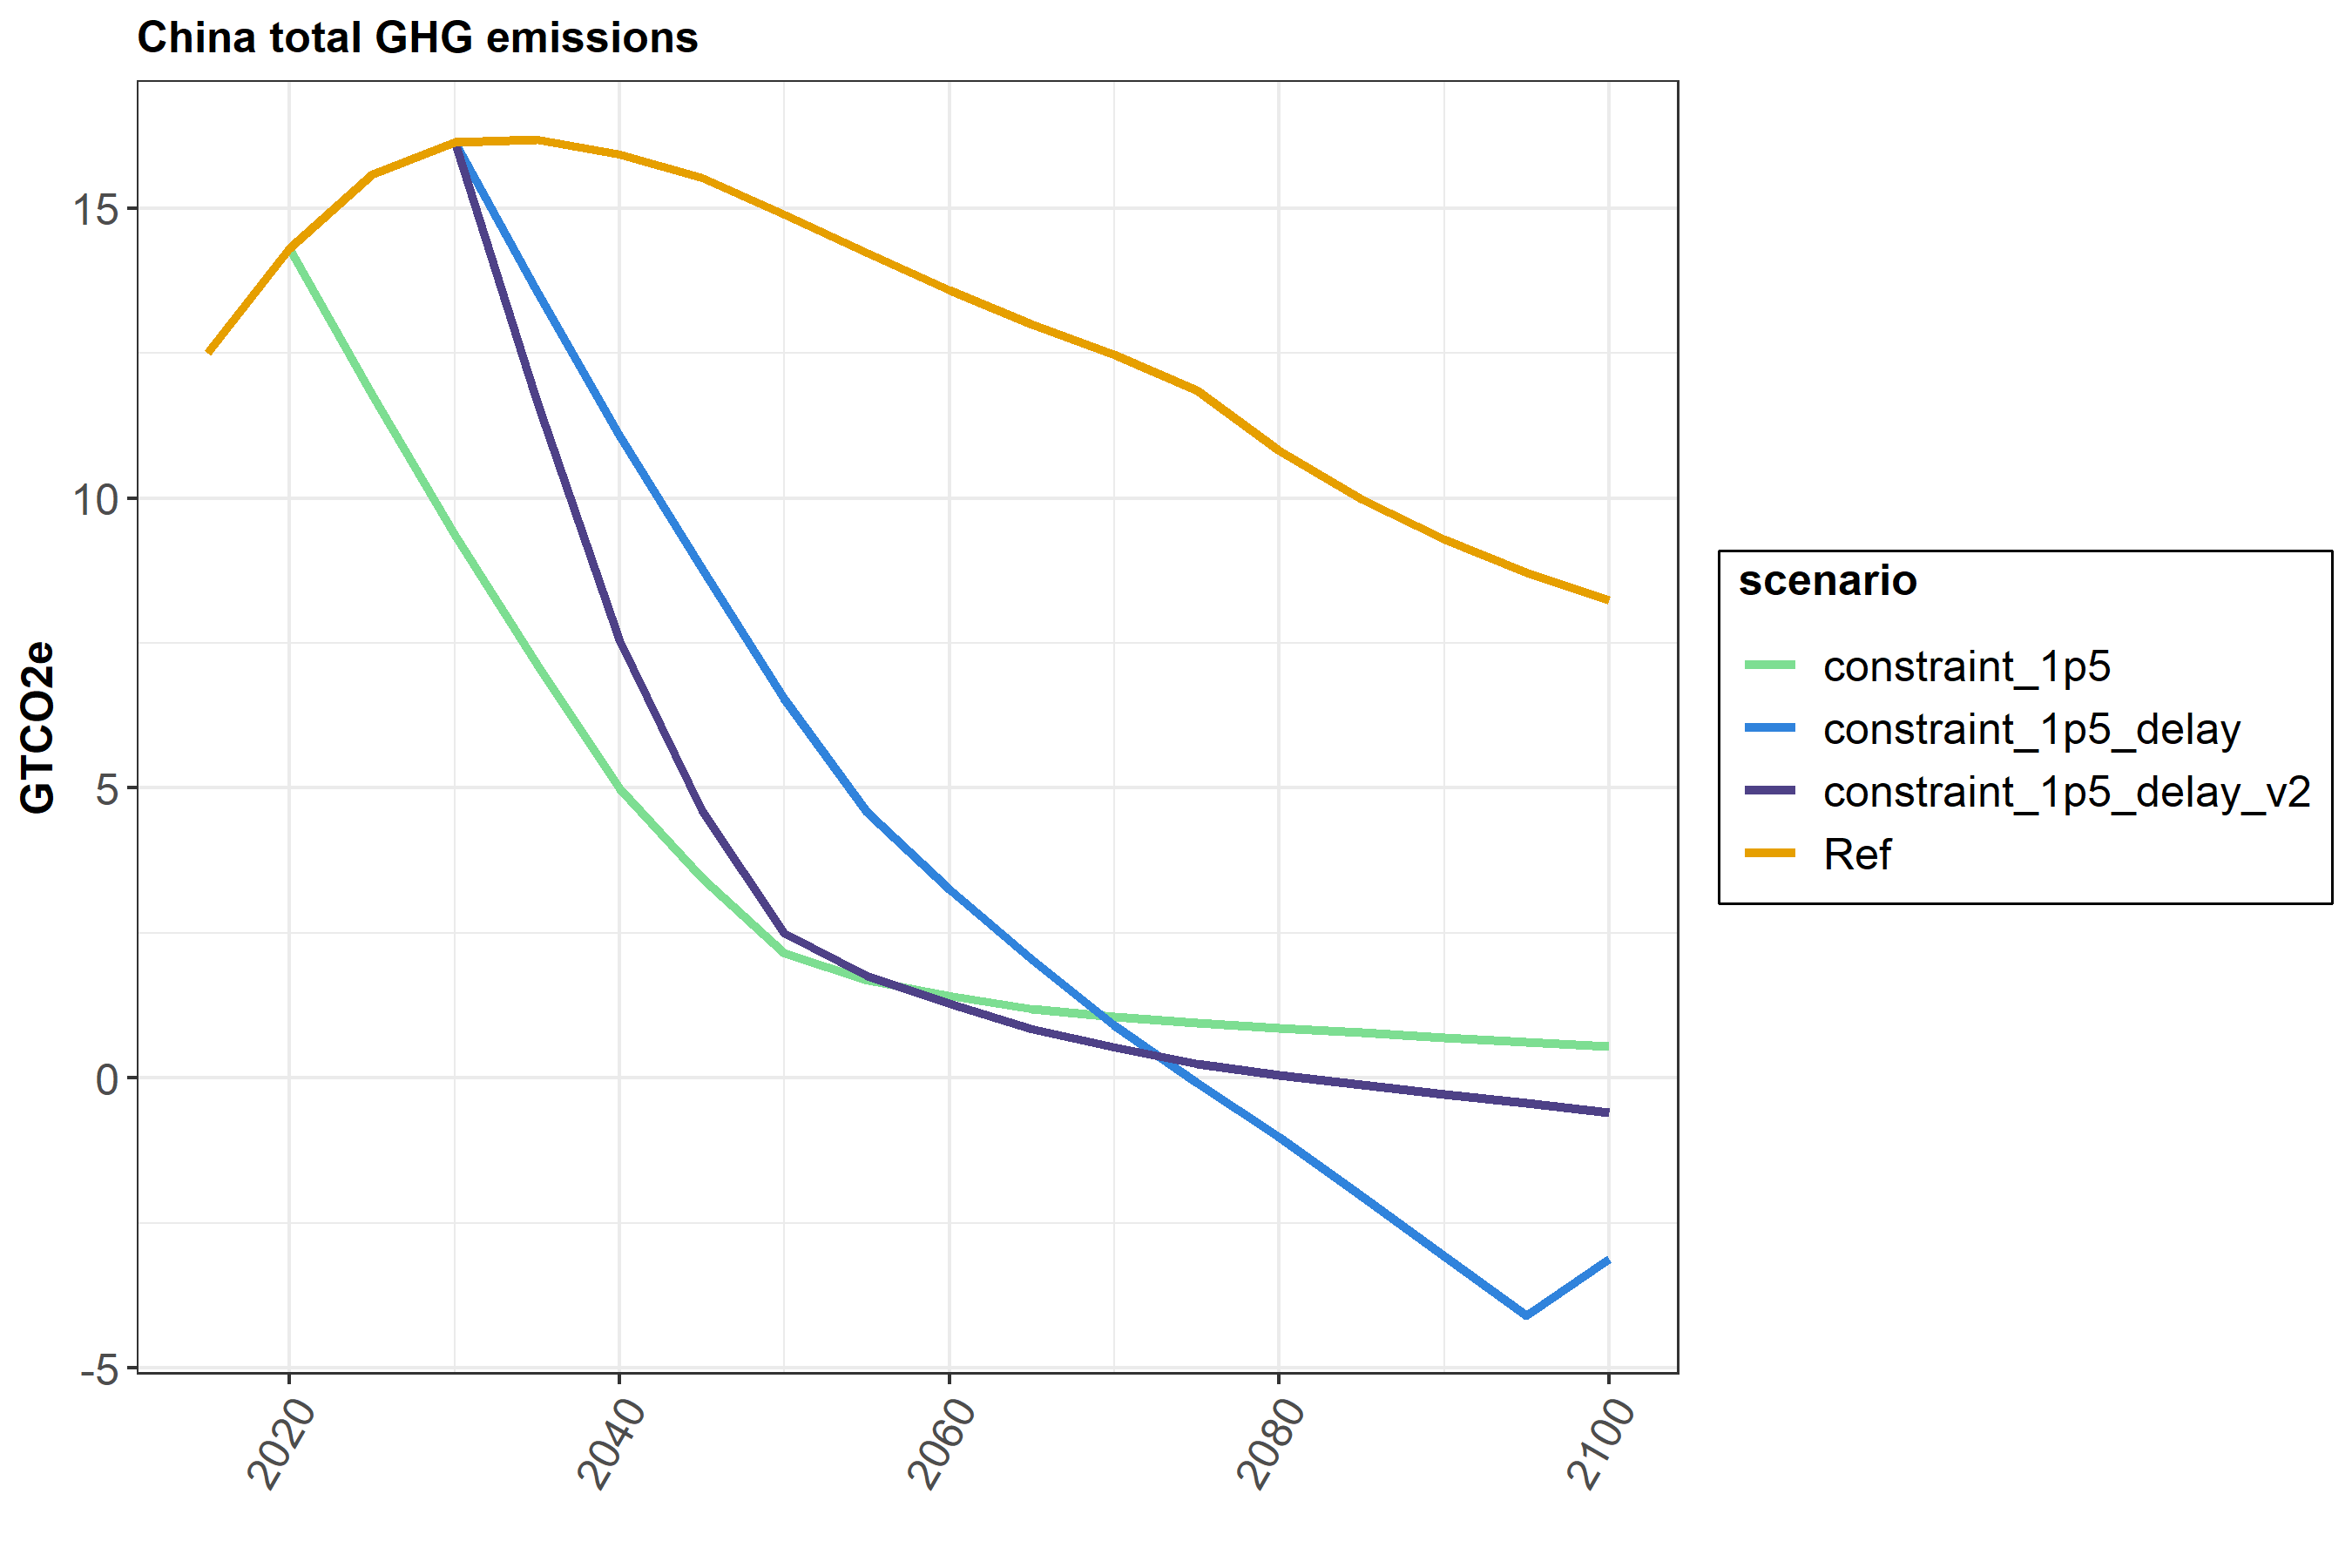 China total GHG emissions
GTCO2e
15
10
5
0
-5
2020
2040
2060
2080
2100
scenario
constraint_1p5
constraint_1p5_delay
constraint_1p5_delay_v2
Ref